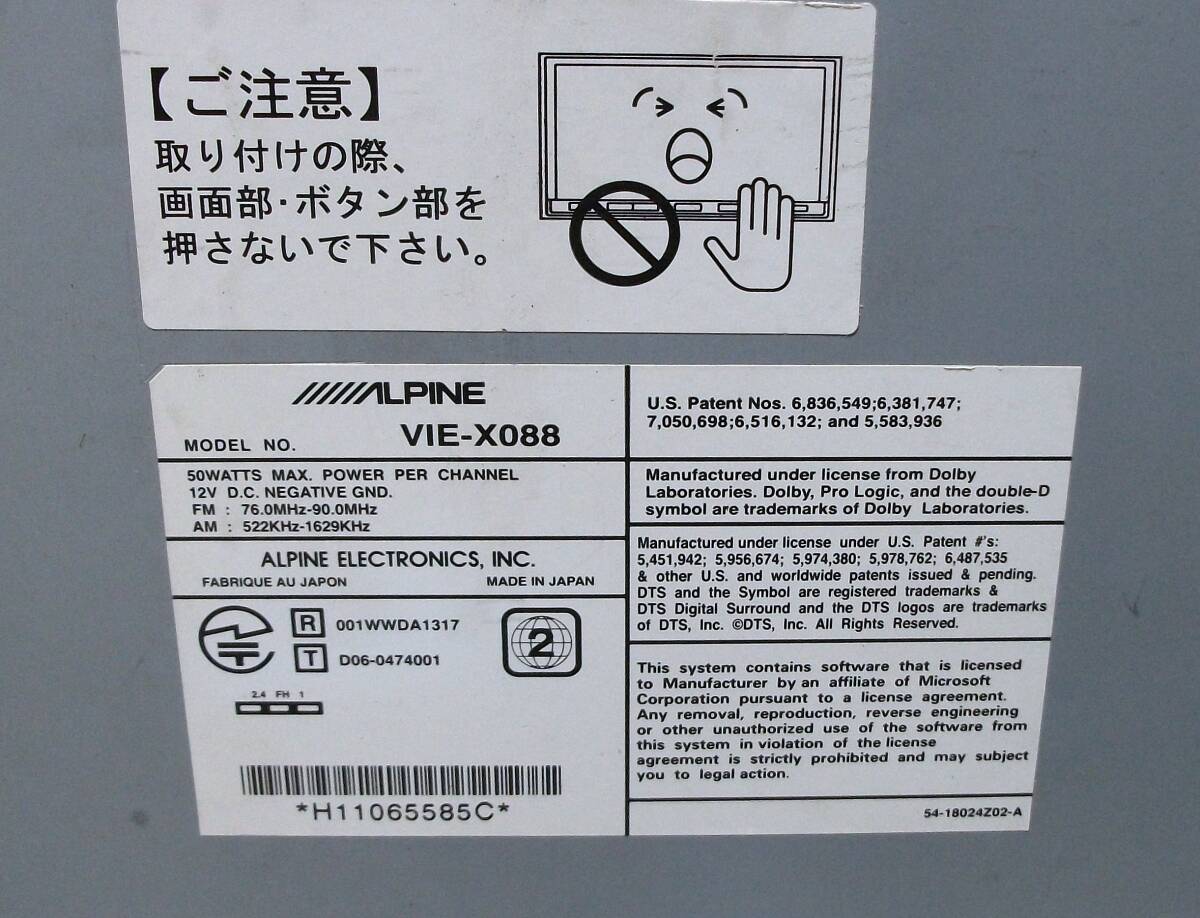 【ご注意】
取り付けの際、
画面部・ボタン部を
押さないで下さい。
ALPINE
MODEL NO. VIE-X088
50WATTS MAX. POWER PER CHANNEL
12V D.C. NEGATIVE GND.
FM : 76.0MHz-90.0MHz
AM : 522KHz-1629KHz
ALPINE ELECTRONICS, INC.
FABRIQUE AU JAPON MADE IN JAPAN
R 001WWDA1317
T D06-0474001
2
2.4 FH 1
*H11065585C*
U.S. Patent Nos. 6,836,549;6,381,747;
7,050,698;6,516,132; and 5,583,936
Manufactured under license from Dolby
Laboratories. Dolby, Pro Logic, and the double-D
symbol are trademarks of Dolby Laboratories.
Manufactured under license under U.S. Patent #'s:
5,451,942; 5,956,674; 5,974,380; 5,978,762; 6,487,535
& other U.S. and worldwide patents issued & pending.
DTS and the Symbol are registered trademarks &
DTS Digital Surround and the DTS logos are trademarks
of DTS, Inc. ©DTS, Inc. All Rights Reserved.
This system contains software that is licensed
to Manufacturer by an affiliate of Microsoft
Corporation pursuant to a license agreement.
Any removal, reproduction, reverse engineering
or other unauthorized use of the software from
this system in violation of the license
agreement is strictly prohibited and may subject
you to legal action.
54-18024Z02-A